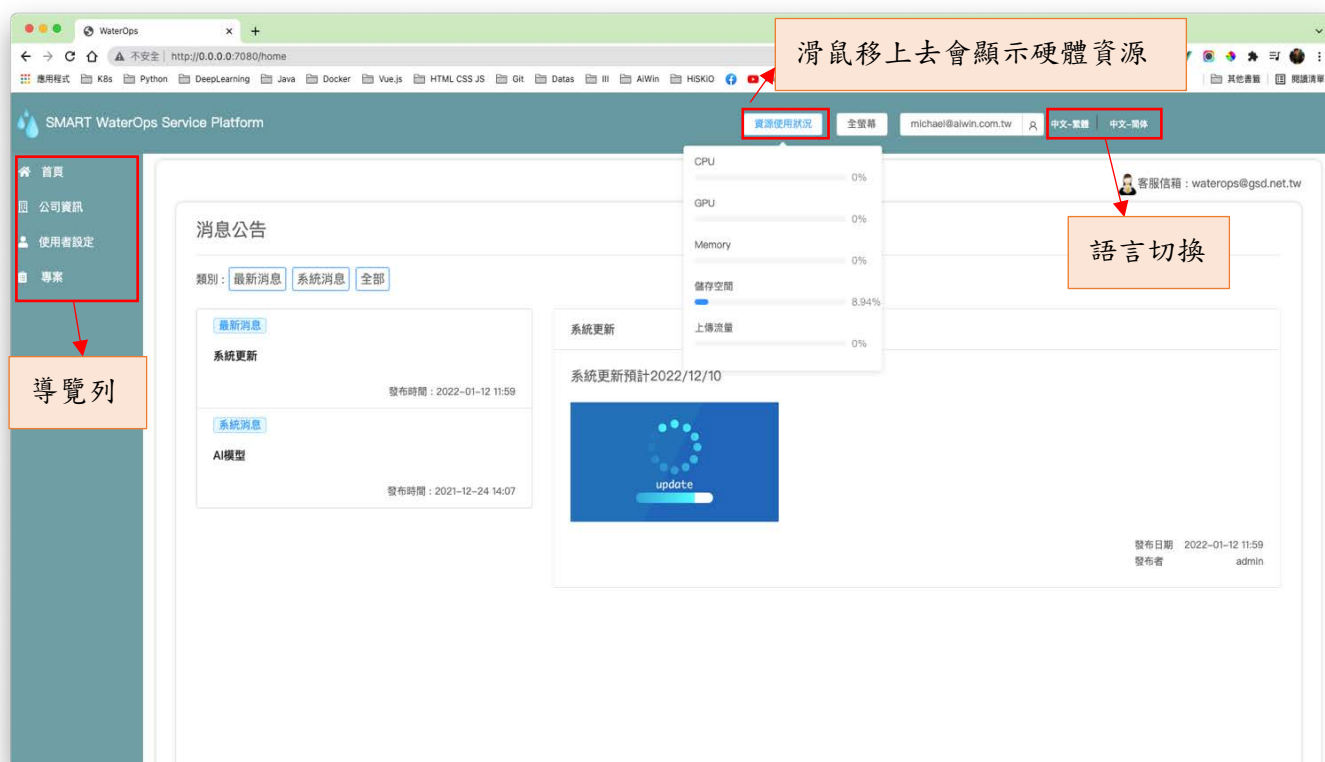 WaterOps
滑鼠移上去會顯示硬體資源
不安全 | http://0.0.0.0:7080/home
應用程式 K8s Python DeepLearning Java Docker Vue.js HTML CSS JS Git Datas III AiWin HiSKiO 其他書籤 閱讀清單
SMART WaterOps Service Platform 資源使用狀況 全螢幕 michael@aiwin.com.tw 中文-繁體 中文-简体
首頁
公司資訊
使用者設定
專案
導覽列
客服信箱：waterops@gsd.net.tw
語言切換
CPU
0%
GPU
0%
Memory
0%
儲存空間
8.94%
上傳流量
0%
消息公告
類別： 最新消息 系統消息 全部
最新消息
系統更新
發布時間：2022-01-12 11:59
系統消息
AI模型
發布時間：2021-12-24 14:07
系統更新
系統更新預計2022/12/10
update
發布日期 2022-01-12 11:59
發布者 admin